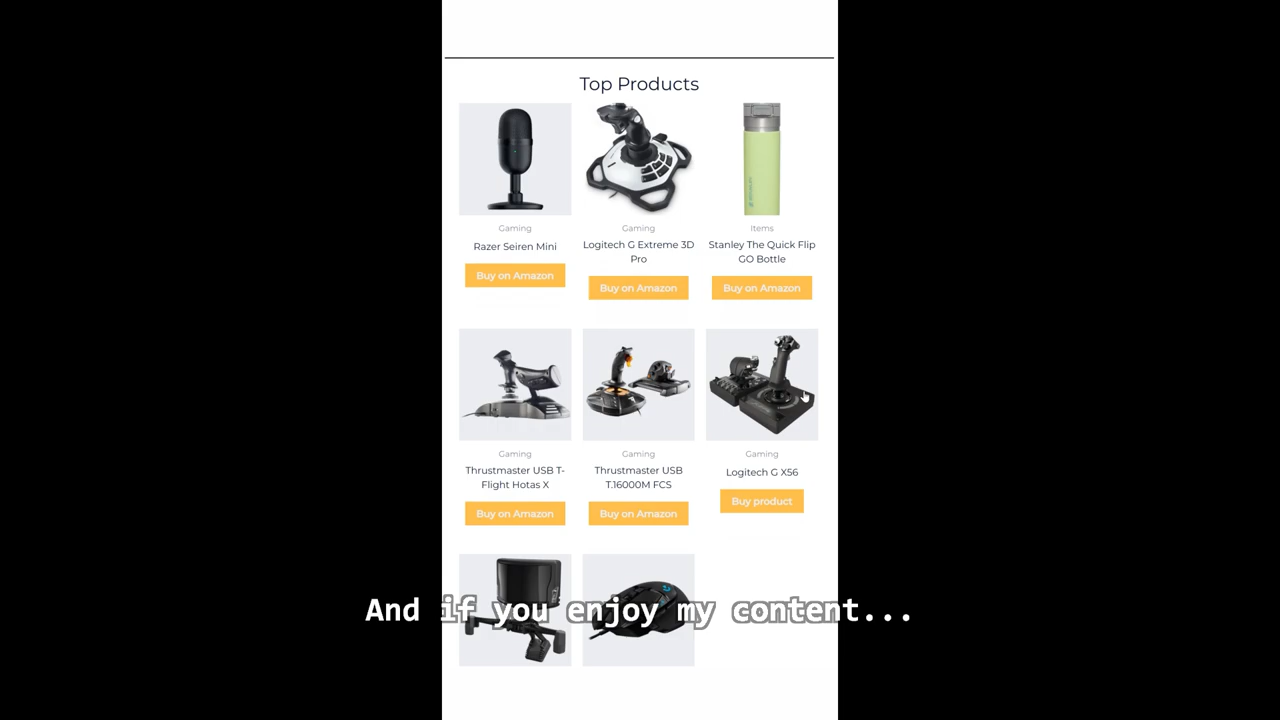 Top Products
Gaming
Razer Seiren Mini
Buy on Amazon
Gaming
Logitech G Extreme 3D
Pro
Buy on Amazon
Items
Stanley The Quick Flip
GO Bottle
Buy on Amazon
Gaming
Thrustmaster USB T-
Flight Hotas X
Buy on Amazon
Gaming
Thrustmaster USB
T.16000M FCS
Buy on Amazon
Gaming
Logitech G X56
Buy product
And if you enjoy my content...